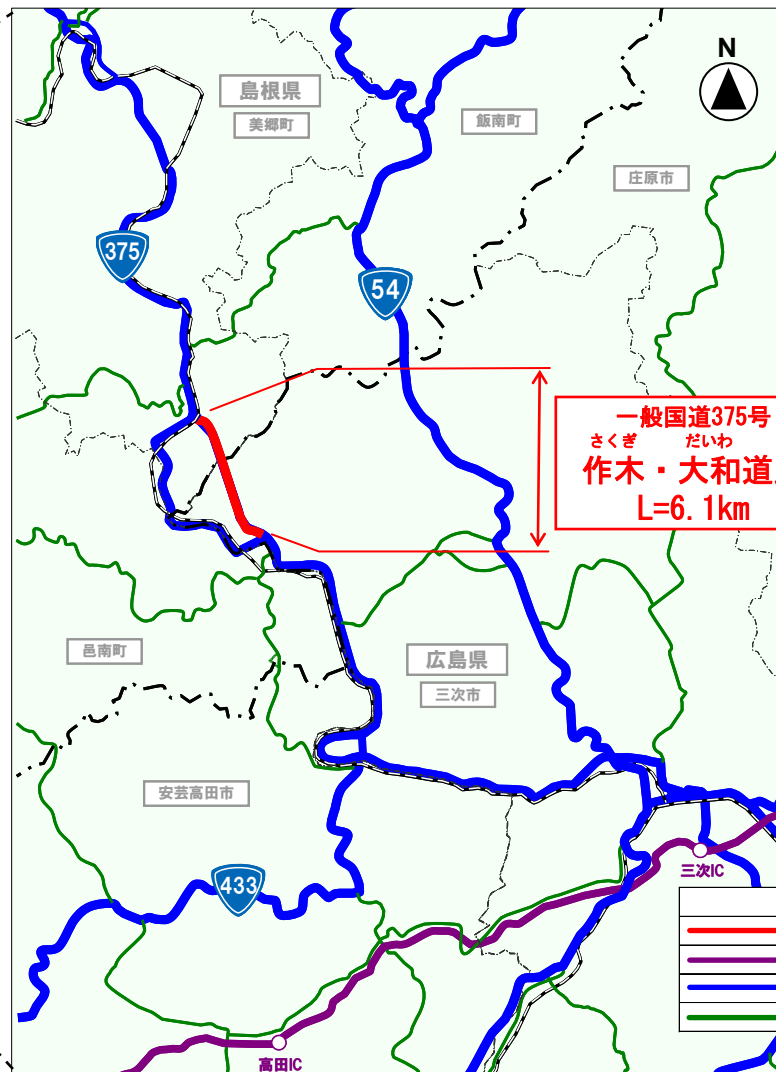 N
島根県
美郷町
飯南町
庄原市
375
54
一般国道375号
さくぎ だいわ
作木・大和道
L=6.1km
邑南町
広島県
三次市
安芸高田市
433
三次IC
高田IC